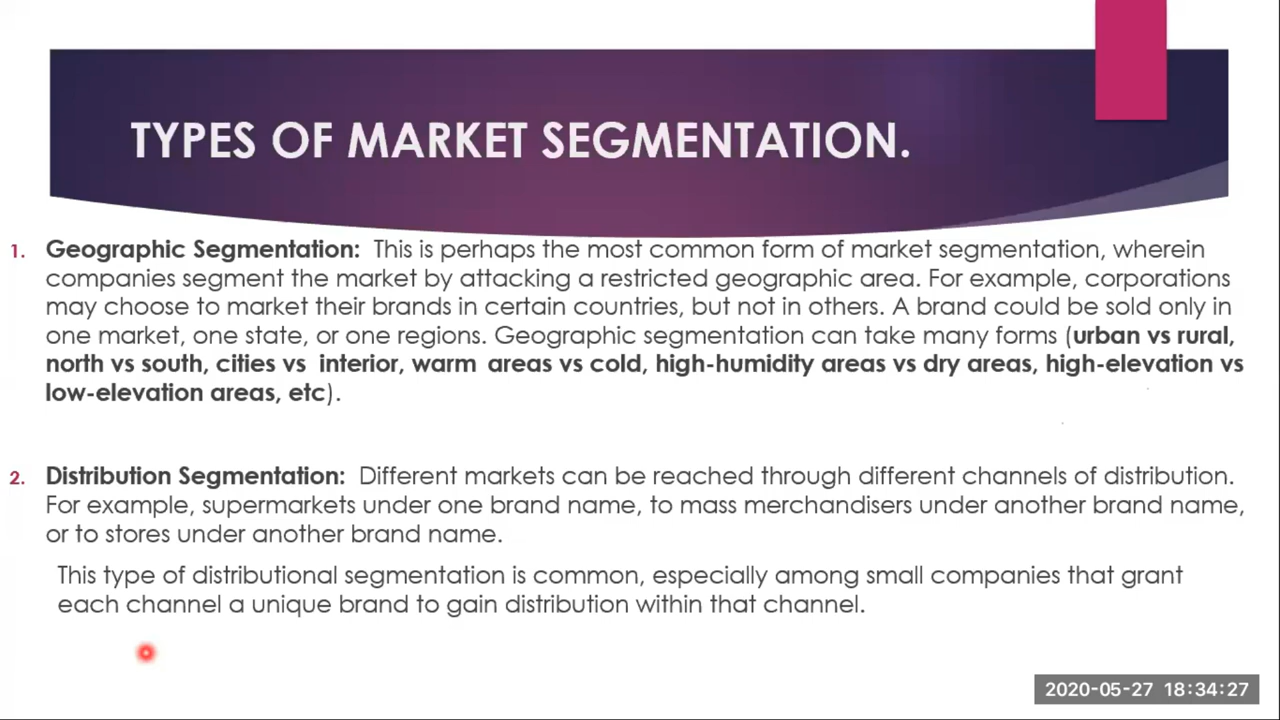 TYPES OF MARKET SEGMENTATION.
1. Geographic Segmentation: This is perhaps the most common form of market segmentation, wherein
companies segment the market by attacking a restricted geographic area. For example, corporations
may choose to market their brands in certain countries, but not in others. A brand could be sold only in
one market, one state, or one regions. Geographic segmentation can take many forms (urban vs rural,
north vs south, cities vs interior, warm areas vs cold, high-humidity areas vs dry areas, high-elevation vs
low-elevation areas, etc).
2. Distribution Segmentation: Different markets can be reached through different channels of distribution.
For example, supermarkets under one brand name, to mass merchandisers under another brand name,
or to stores under another brand name.
This type of distributional segmentation is common, especially among small companies that grant
each channel a unique brand to gain distribution within that channel.
2020-05-27 18:34:27